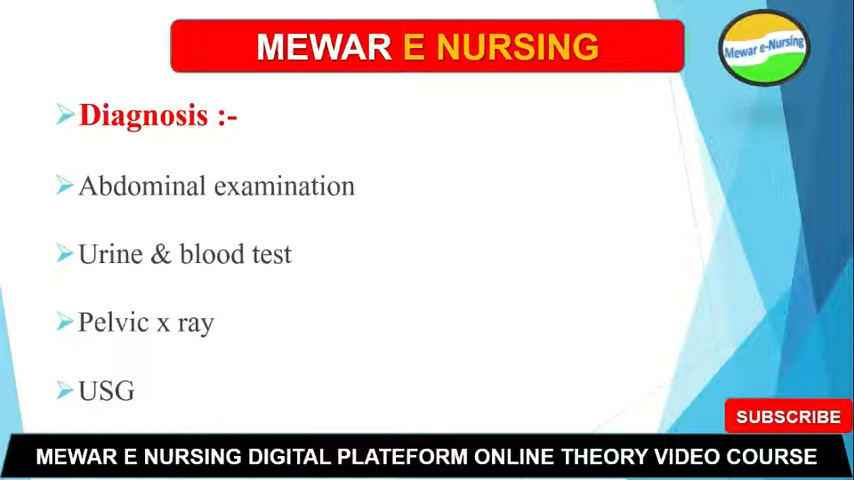 MEWAR E NURSING
Mewar e-Nursing
Diagnosis :-
Abdominal examination
Urine & blood test
Pelvic x ray
USG
SUBSCRIBE
MEWAR E NURSING DIGITAL PLATEFORM ONLINE THEORY VIDEO COURSE